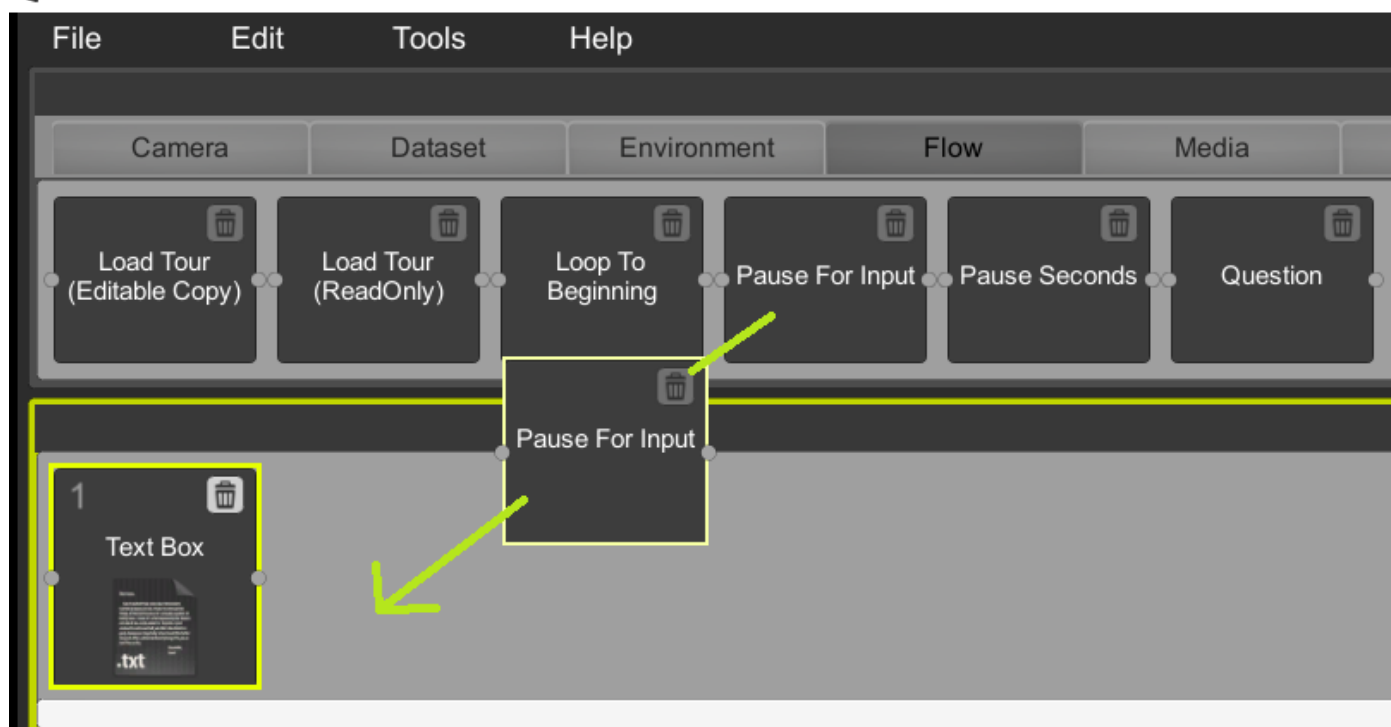 File Edit Tools Help
Camera Dataset Environment Flow Media
Load Tour
(Editable Copy)
Load Tour
(ReadOnly)
Loop To
Beginning
Pause For Input
Pause Seconds
Question
Pause For Input
1
Text Box
.txt